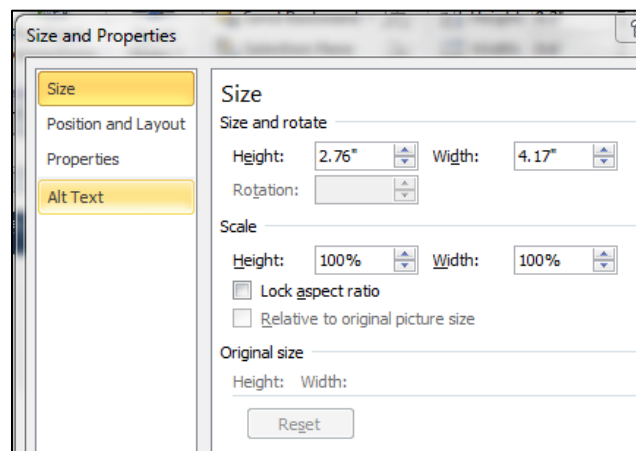 Size and Properties
Size
Position and Layout
Properties
Alt Text
Size
Size and rotate
Height: 2.76" Width: 4.17"
Rotation:
Scale
Height: 100% Width: 100%
Lock aspect ratio
Relative to original picture size
Original size
Height: Width:
Reset